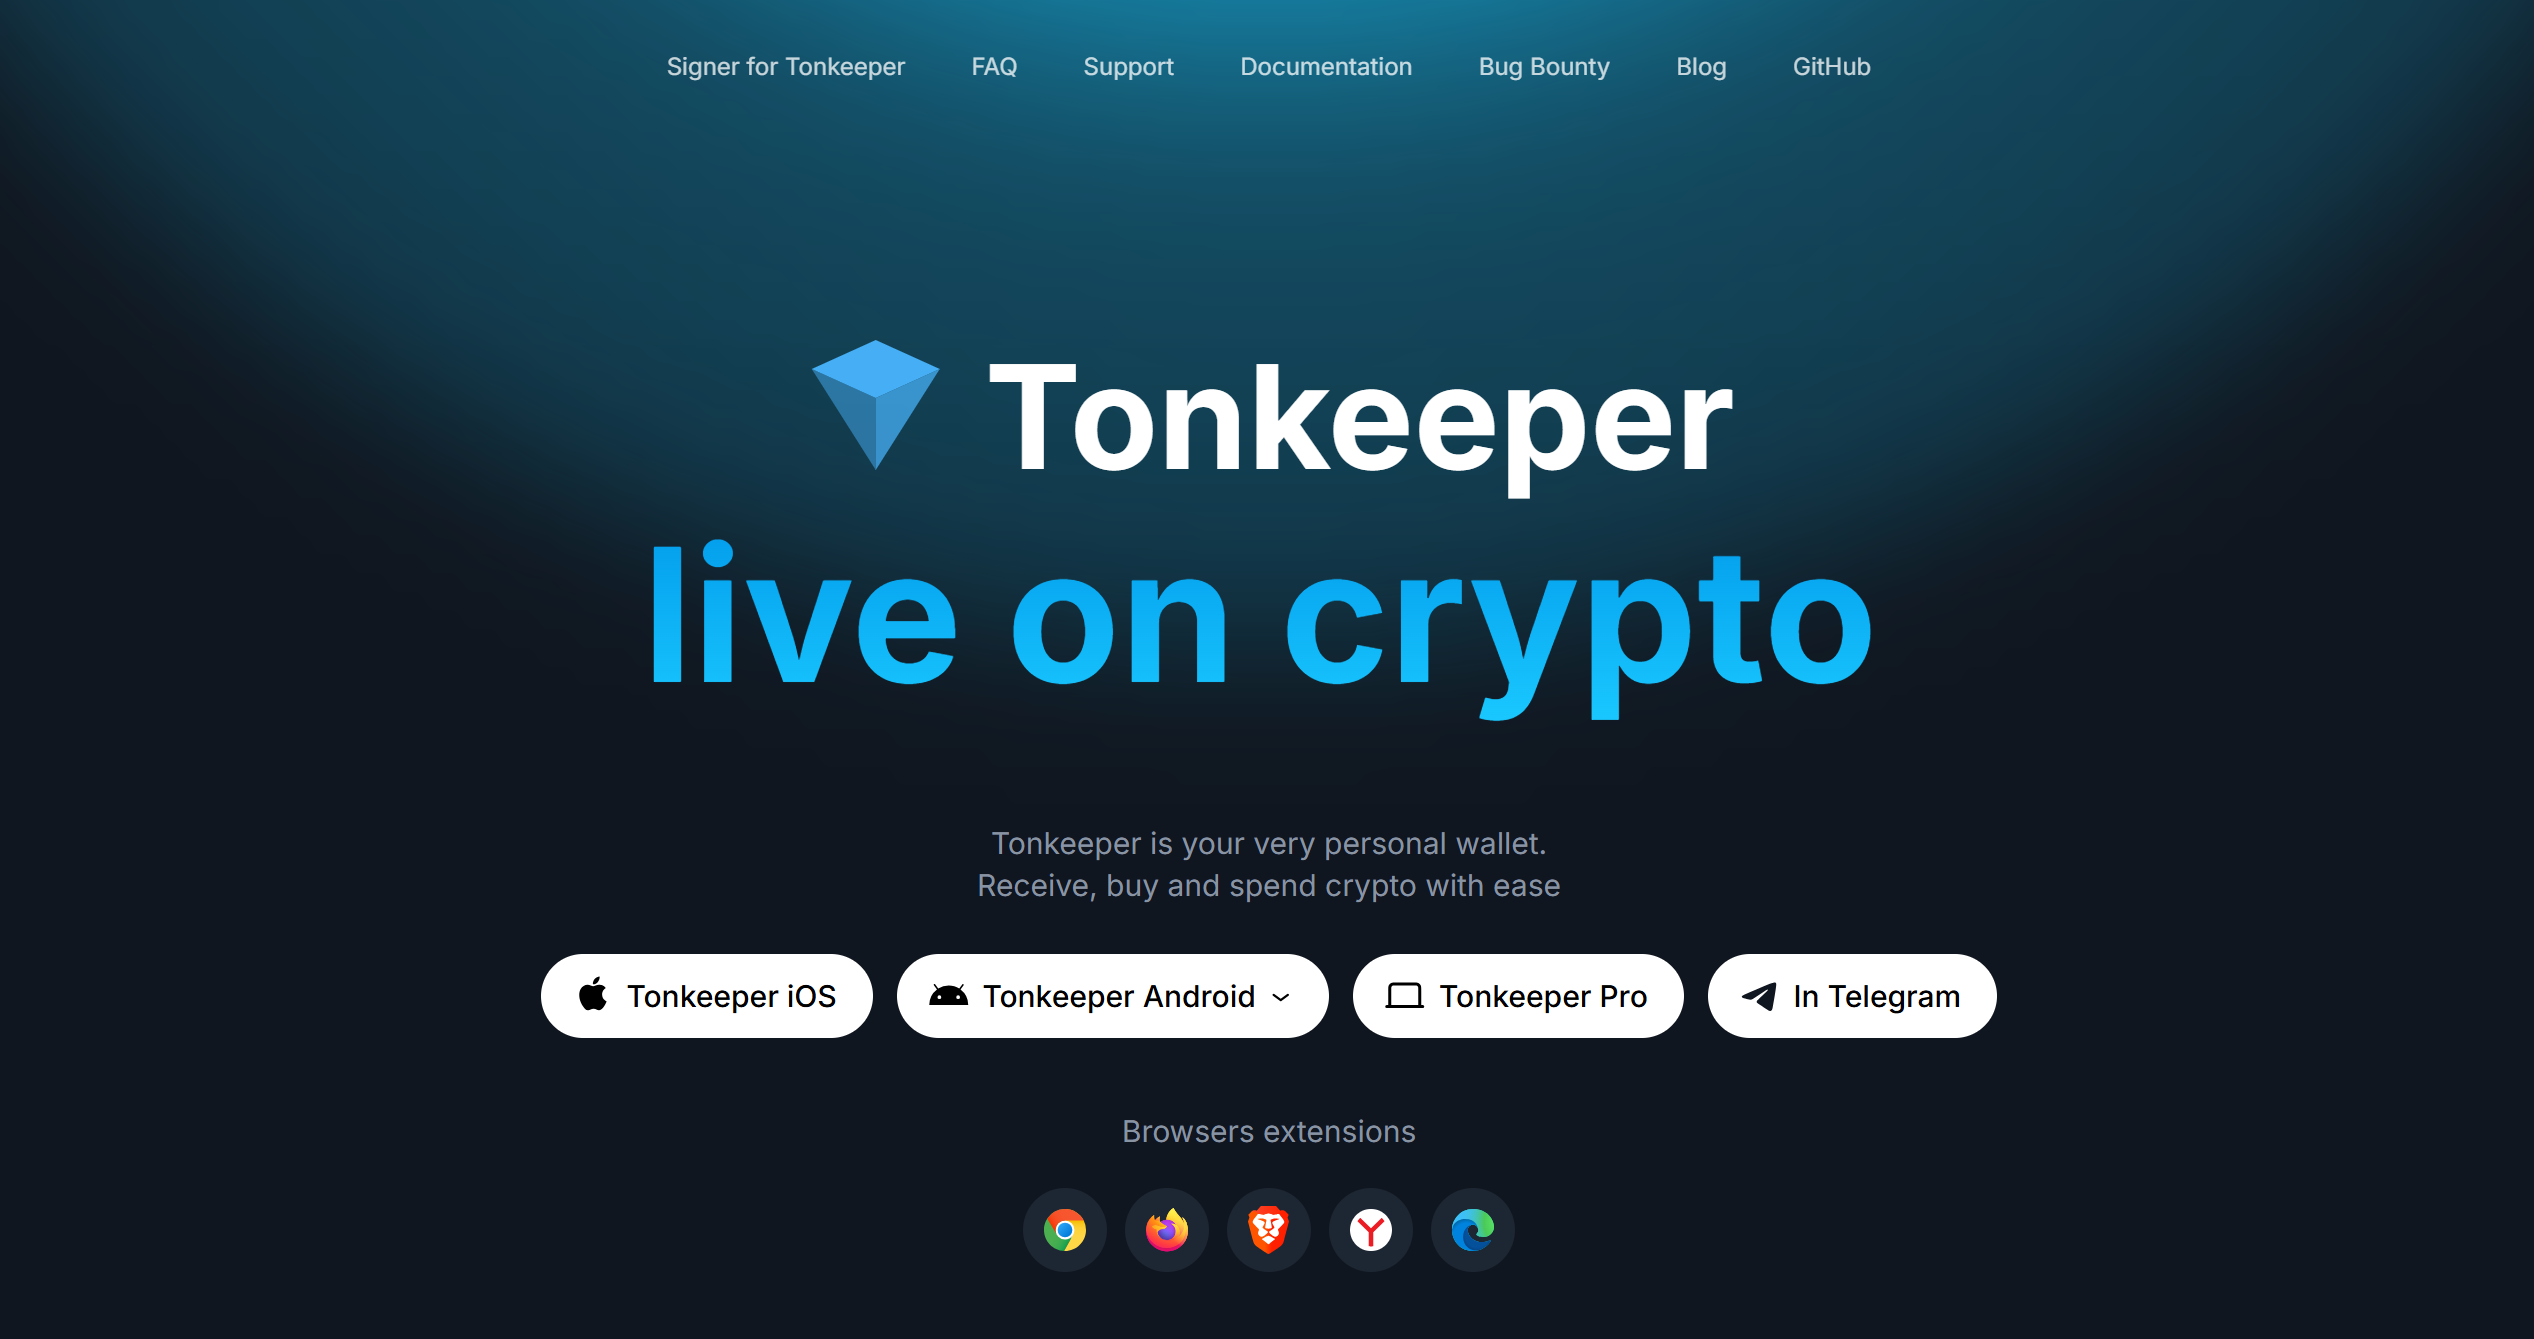 Signer for Tonkeeper FAQ Support Documentation Bug Bounty Blog GitHub
Tonkeeper
live on crypto
Tonkeeper is your very personal wallet.
Receive, buy and spend crypto with ease
Tonkeeper iOS Tonkeeper Android Tonkeeper Pro In Telegram
Browsers extensions